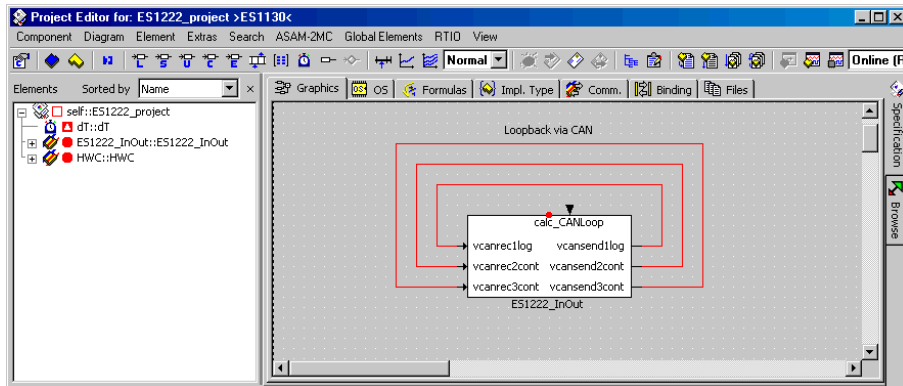 Project Editor for: ES1222_project >ES1130<
Component Diagram Element Extras Search ASAM-2MC Global Elements RTIO View
Normal Online (R
Elements Sorted by Name
Graphics OS Formulas Impl. Type Comm. Binding Files
self::ES1222_project
dT::dT
ES1222_InOut::ES1222_InOut
HWC::HWC
Loopback via CAN
calc_CANLoop
vcanrec1log vcansend1log
vcanrec2cont vcansend2cont
vcanrec3cont vcansend3cont
ES1222_InOut
Specification
Browse